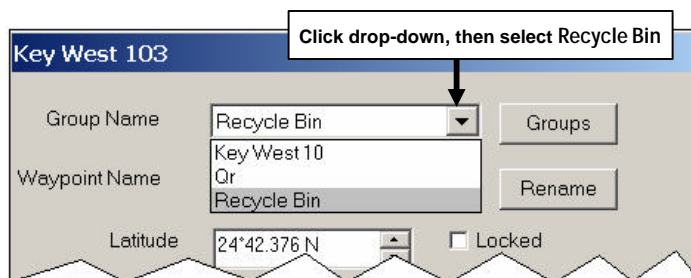 Click drop-down, then select Recycle Bin
Key West 103
Group Name
Recycle Bin
Groups
Key West 10
Qr
Recycle Bin
Waypoint Name
Rename
Latitude
24°42.376 N
Locked